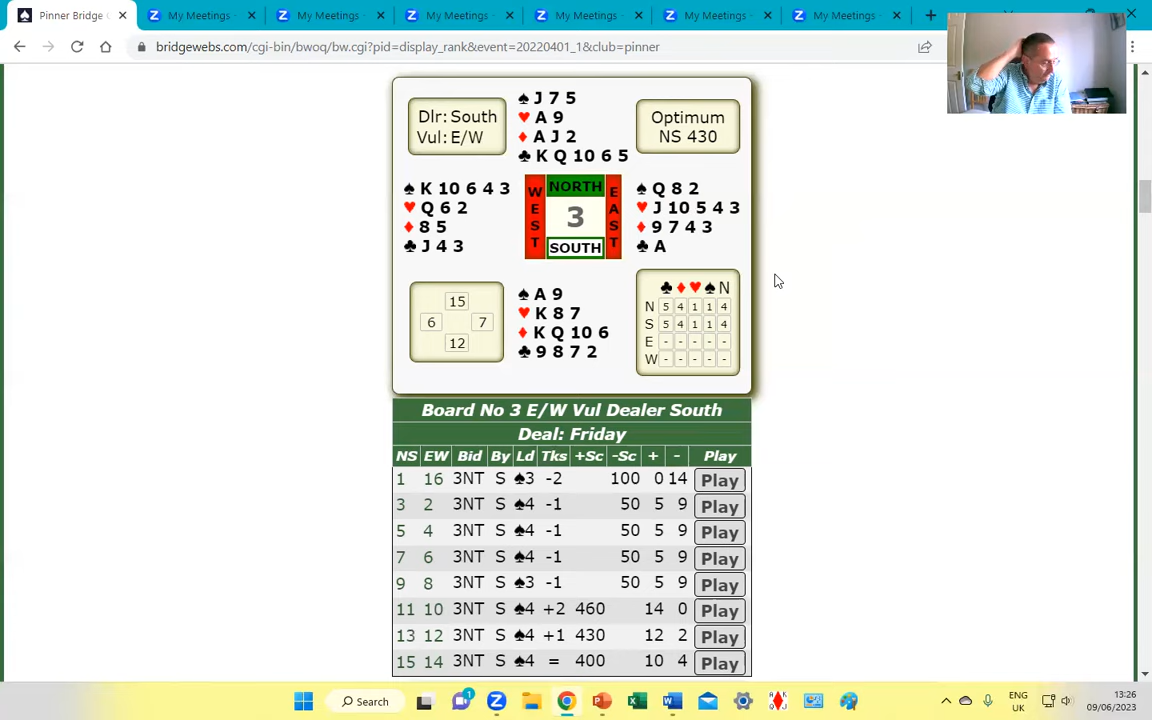 Pinner Bridge C
My Meetings
My Meetings
My Meetings
My Meetings
My Meetings
My Meetings
bridgewebs.com/cgi-bin/bwoq/bw.cgi?pid=display_rank&event=20220401_1&club=pinner
Dlr: South
Vul: E/W
♠ J 7 5
♥ A 9
♦ A J 2
♣ K Q 10 6 5
Optimum
NS 430
♠ K 10 6 4 3
♥ Q 6 2
♦ 8 5
♣ J 4 3
NORTH
WEST
3
EAST
SOUTH
♠ Q 8 2
♥ J 10 5 4 3
♦ 9 7 4 3
♣ A
15
6 7
12
♠ A 9
♥ K 8 7
♦ K Q 10 6
♣ 9 8 7 2
♣ ♦ ♥ ♠ N
N 5 4 1 1 4
S 5 4 1 1 4
E - - - - -
W - - - - -
Board No 3 E/W Vul Dealer South
Deal: Friday
NS EW Bid By Ld Tks +Sc -Sc + - Play
1 16 3NT S ♠3 -2 100 0 14 Play
3 2 3NT S ♠4 -1 50 5 9 Play
5 4 3NT S ♠4 -1 50 5 9 Play
7 6 3NT S ♠4 -1 50 5 9 Play
9 8 3NT S ♠3 -1 50 5 9 Play
11 10 3NT S ♠4 +2 460 14 0 Play
13 12 3NT S ♠4 +1 430 12 2 Play
15 14 3NT S ♠4 = 400 10 4 Play
Search
1
ENG
UK
13:26
09/06/2023